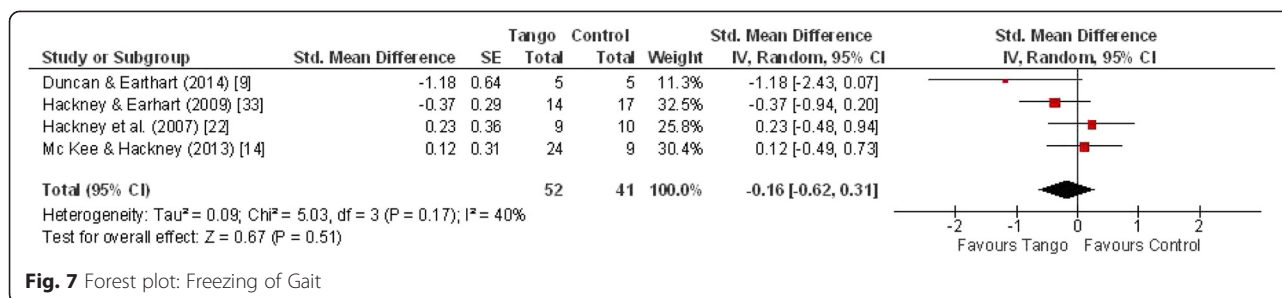 Tango Control Std. Mean Difference Std. Mean Difference
Study or Subgroup Std. Mean Difference SE Total Total Weight IV, Random, 95% CI IV, Random, 95% CI
Duncan & Earthart (2014) [9] -1.18 0.64 5 5 11.3% -1.18 [-2.43, 0.07]
Hackney & Earhart (2009) [33] -0.37 0.29 14 17 32.5% -0.37 [-0.94, 0.20]
Hackney et al. (2007) [22] 0.23 0.36 9 10 25.8% 0.23 [-0.48, 0.94]
Mc Kee & Hackney (2013) [14] 0.12 0.31 24 9 30.4% 0.12 [-0.49, 0.73]
Total (95% CI) 52 41 100.0% -0.16 [-0.62, 0.31]
Heterogeneity: Tau² = 0.09; Chi² = 5.03, df = 3 (P = 0.17); I² = 40%
Test for overall effect: Z = 0.67 (P = 0.51)
-2 -1 0 1 2
Favours Tango Favours Control
Fig. 7 Forest plot: Freezing of Gait